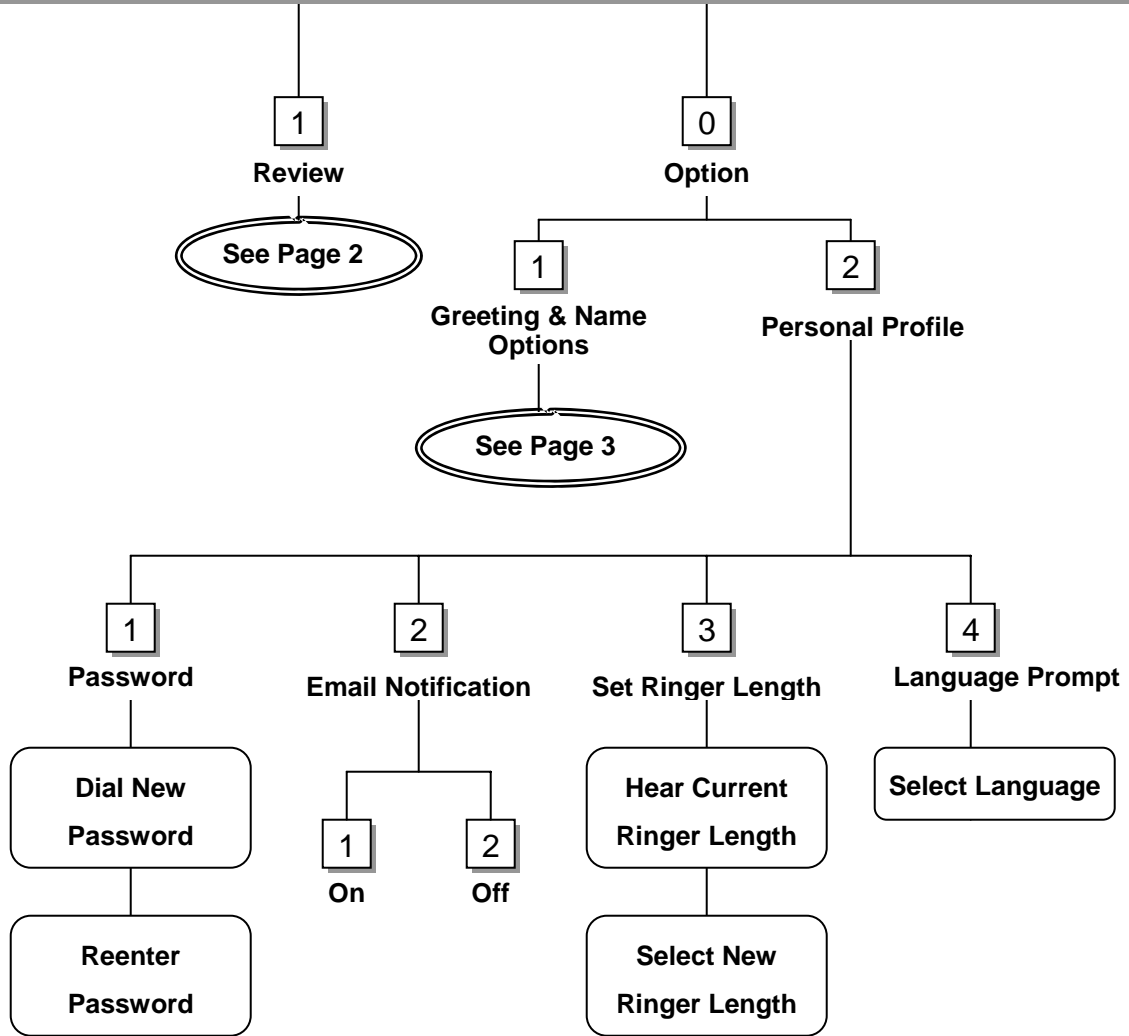 1
Review
See Page 2
0
Option
1
Greeting & Name
Options
See Page 3
2
Personal Profile
1
Password
Dial New
Password
Reenter
Password
2
Email Notification
1
On
2
Off
3
Set Ringer Length
Hear Current
Ringer Length
Select New
Ringer Length
4
Language Prompt
Select Language